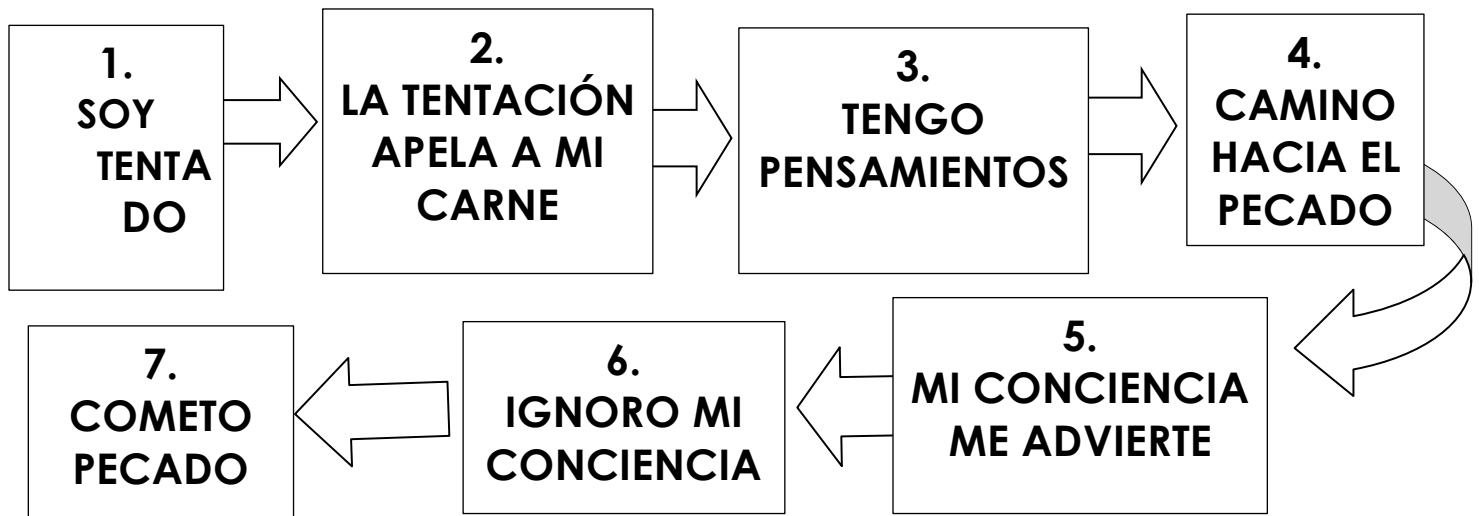 1.
SOY
TENTA
DO
2.
LA TENTACIÓN
APELA A MI
CARNE
3.
TENGO
PENSAMIENTOS
4.
CAMINO
HACIA EL
PECADO
5.
MI CONCIENCIA
ME ADVIERTE
6.
IGNORO MI
CONCIENCIA
7.
COMETO
PECADO